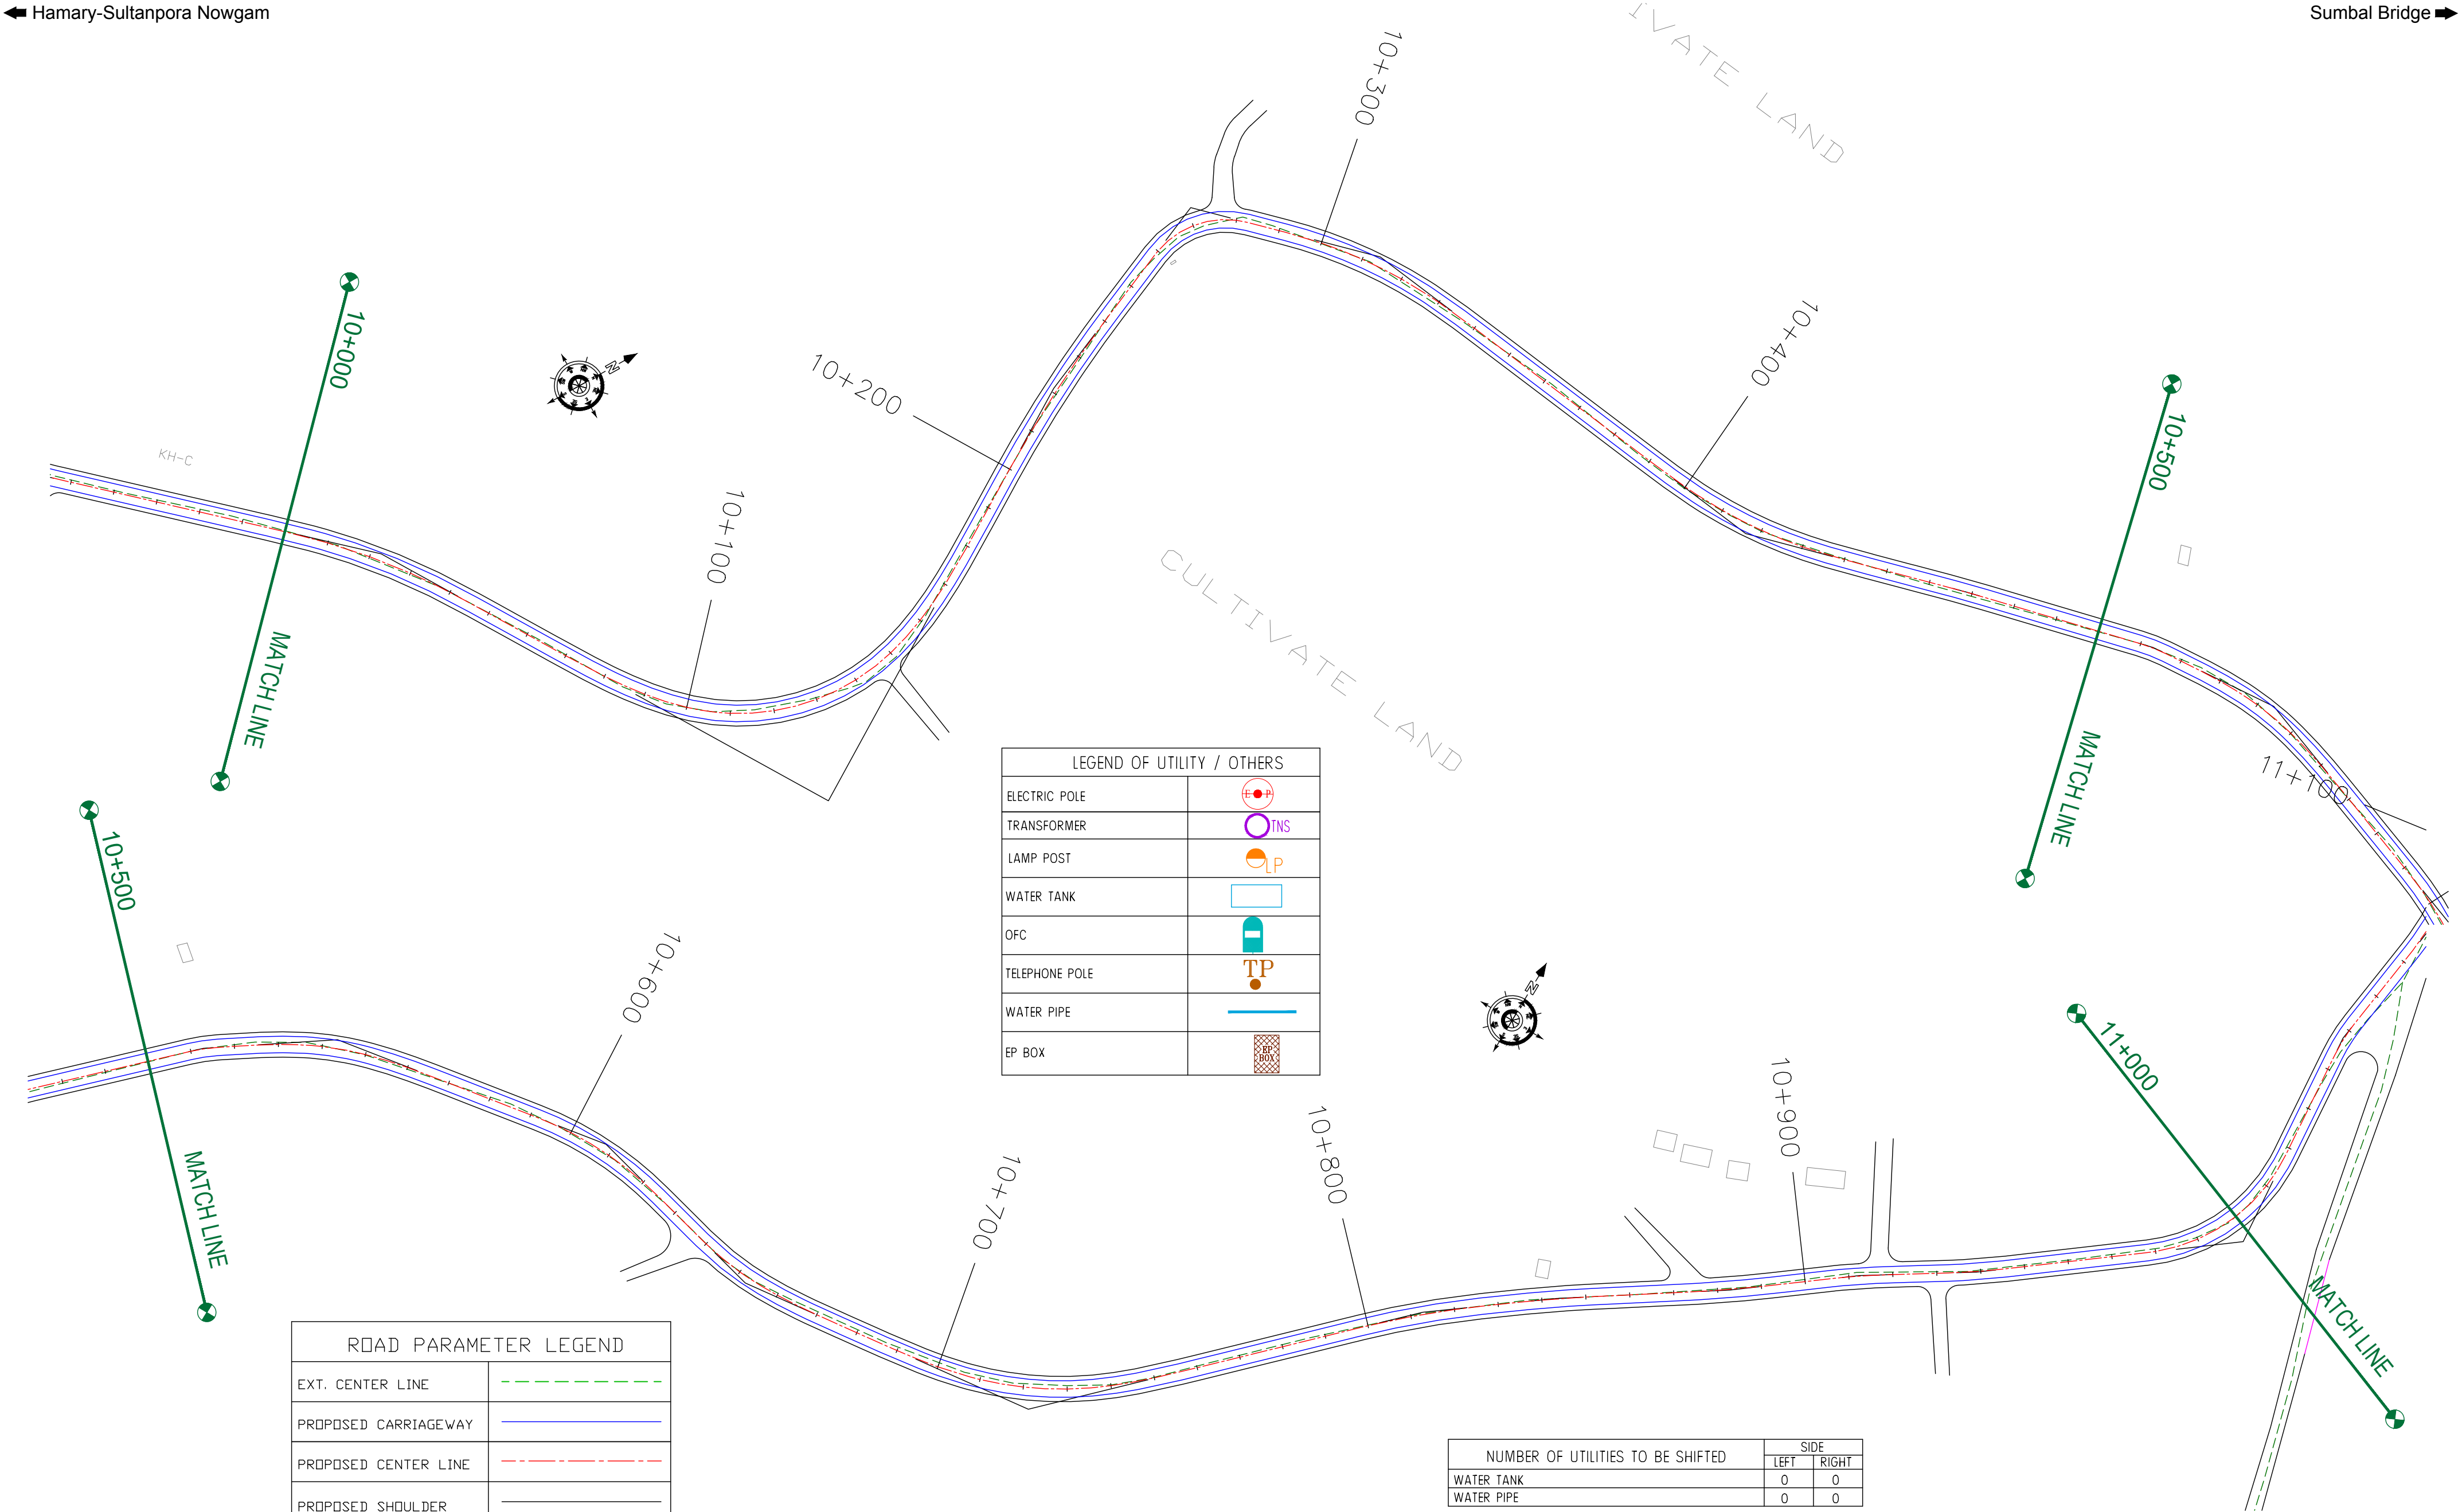 Hamary-Sultanpora Nowgam
Sumbal Bridge
IVATE LAND
10+300
10+000
10+400
10+200
10+500
KH-C
N
10+100
CULTIVATE LAND
MATCH LINE
MATCH LINE
11+100
LEGEND OF UTILITY / OTHERS
ELECTRIC POLE E P
TRANSFORMER TNS
LAMP POST LP
WATER TANK
OFC
TELEPHONE POLE TP
WATER PIPE
EP BOX EP BOX
10+500
10+600
N
11+000
10+700
10+800
10+900
MATCH LINE
MATCH LINE
ROAD PARAMETER LEGEND
EXT. CENTER LINE
PROPOSED CARRIAGEWAY
PROPOSED CENTER LINE
PROPOSED SHOULDER
NUMBER OF UTILITIES TO BE SHIFTED SIDE
LEFT RIGHT
WATER TANK 0 0
WATER PIPE 0 0